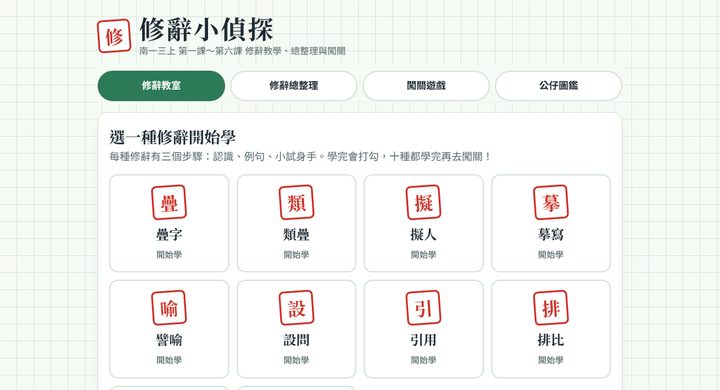 修
修辭小偵探
南一三上 第一課～第六課 修辭教學、總整理與闖關
修辭教室
修辭總整理
闖關遊戲
公仔圖鑑
選一種修辭開始學
每種修辭有三個步驟：認識、例句、小試身手。學完會打勾，十種都學完再去闖關！
疊
類
擬
摹
疊字
類疊
擬人
摹寫
開始學
開始學
開始學
開始學
喻
設
引
排
譬喻
設問
引用
排比
開始學
開始學
開始學
開始學